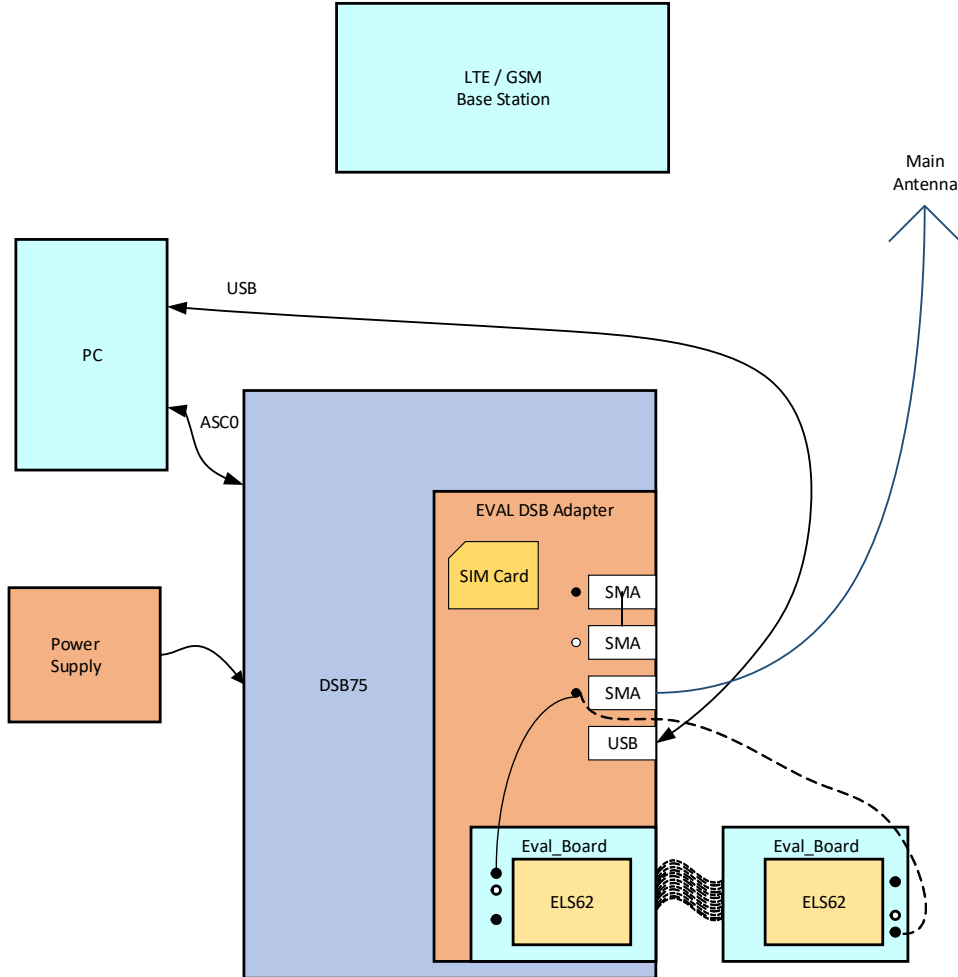 LTE / GSM
Base Station
Main
Antenna
USB
PC
ASC0
EVAL DSB Adapter
SIM Card
SMA
SMA
Power
Supply
DSB75
SMA
USB
Eval_Board
Eval_Board
ELS62
ELS62